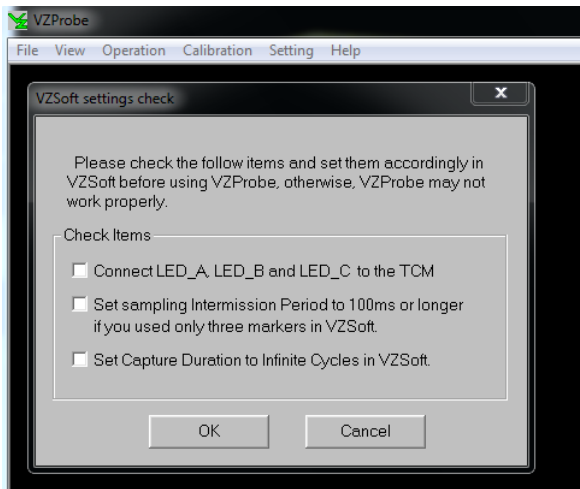 VZProbe
File View Operation Calibration Setting Help
VZSoft settings check
x
Please check the follow items and set them accordingly in
VZSoft before using VZProbe, otherwise, VZProbe may not
work properly.
Check Items
Connect LED_A, LED_B and LED_C to the TCM
Set sampling Intermission Period to 100ms or longer
if you used only three markers in VZSoft.
Set Capture Duration to Infinite Cycles in VZSoft.
OK Cancel